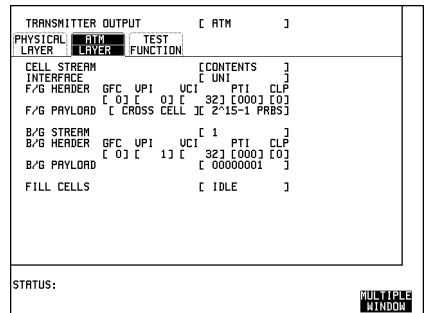 TRANSMITTER OUTPUT [ ATM ]
PHYSICAL LAYER ATM LAYER TEST FUNCTION
CELL STREAM [CONTENTS ]
INTERFACE [ UNI ]
F/G HEADER GFC VPI VCI PTI CLP
[ 0] [ 0] [ 32] [000] [0]
F/G PAYLOAD [ CROSS CELL ][ 2^15-1 PRBS]
B/G STREAM [ 1 ]
B/G HEADER GFC VPI VCI PTI CLP
[ 0] [ 1] [ 32] [000] [0]
B/G PAYLOAD [ 00000001 ]
FILL CELLS [ IDLE ]
STATUS:
MULTIPLE
WINDOW